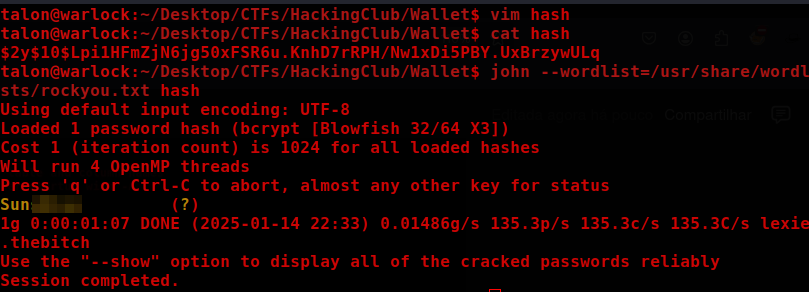 talon@warlock:~/Desktop/CTFs/HackingClub/Wallet$ vim hash
talon@warlock:~/Desktop/CTFs/HackingClub/Wallet$ cat hash
$2y$10$Lpi1HFmZjN6jg50xFSR6u.KnhD7rRPH/Nw1xDi5PBY.UxBrzywULq
talon@warlock:~/Desktop/CTFs/HackingClub/Wallet$ john --wordlist=/usr/share/wordl
ists/rockyou.txt hash
Using default input encoding: UTF-8
Loaded 1 password hash (bcrypt [Blowfish 32/64 X3])
Cost 1 (iteration count) is 1024 for all loaded hashes
Will run 4 OpenMP threads
Press 'q' or Ctrl-C to abort, almost any other key for status
Sun (?)
1g 0:00:01:07 DONE (2025-01-14 22:33) 0.01486g/s 135.3p/s 135.3c/s 135.3C/s lexie
.thebitch
Use the "--show" option to display all of the cracked passwords reliably
Session completed.
Compartilhar